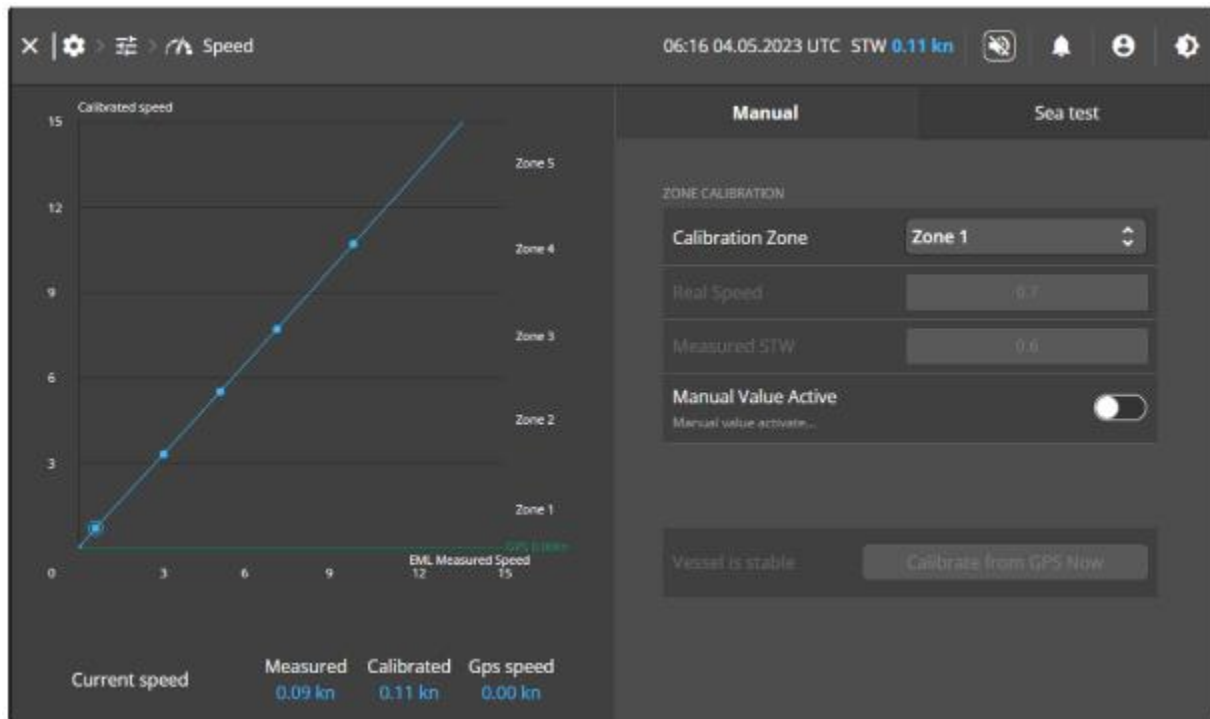 Speed
06:16 04.05.2023 UTC STW 0.11 kn
Calibrated speed
15
12
9
6
3
Zone 5
Zone 4
Zone 3
Zone 2
Zone 1
GPS 0.00kn
EML Measured Speed
0 3 6 9 12 15
Current speed
Measured Calibrated Gps speed
0.09 kn 0.11 kn 0.00 kn
Manual Sea test
ZONE CALIBRATION
Calibration Zone Zone 1
Real Speed 0.7
Measured STW 0.6
Manual Value Active
Manual value activate...
Vessel is stable Calibrate from GPS Now